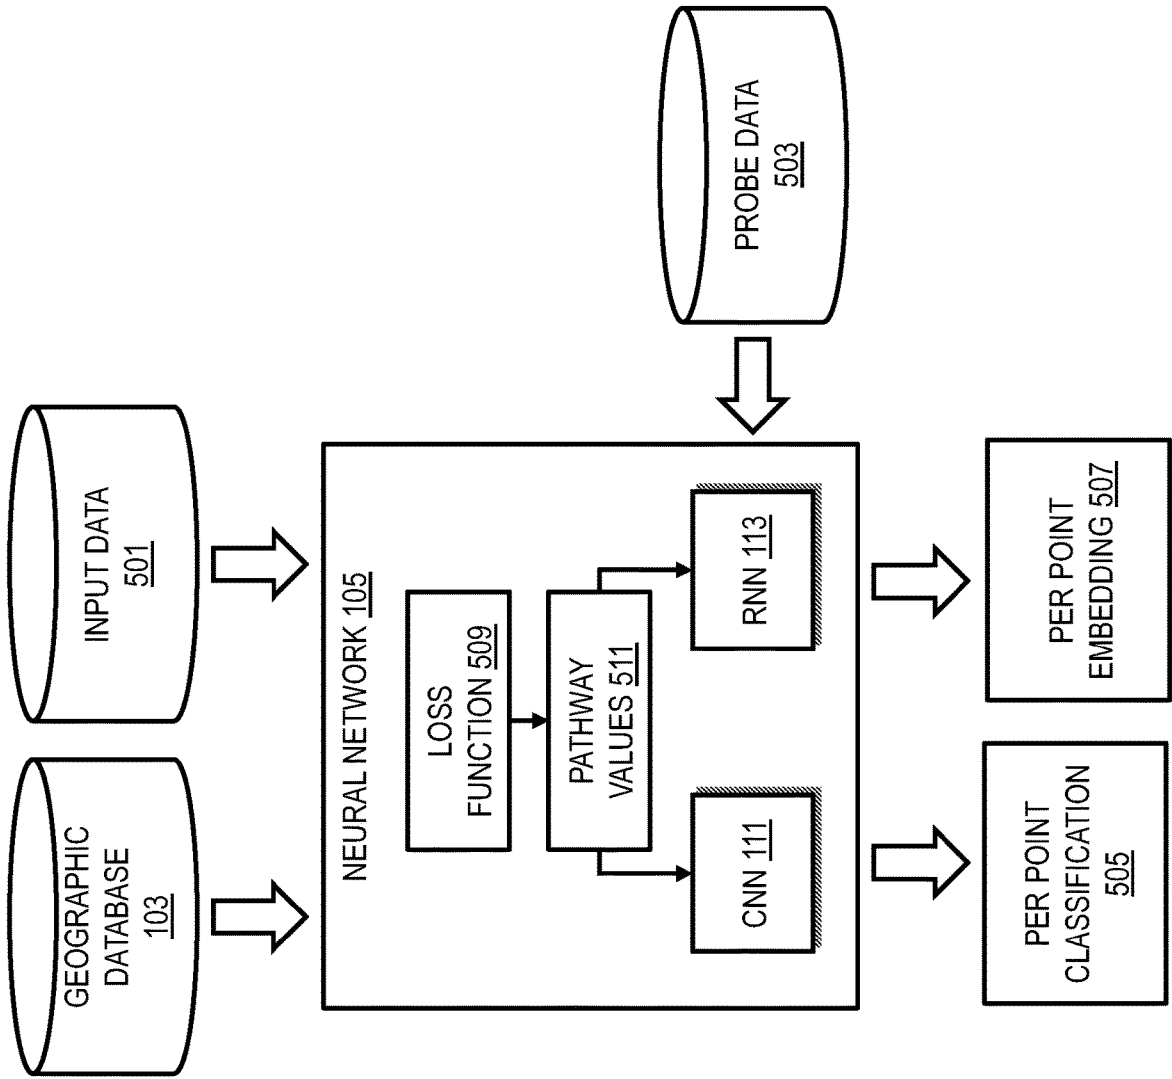 GEOGRAPHIC
DATABASE
103
INPUT DATA
501
NEURAL NETWORK 105
LOSS
FUNCTION 509
PATHWAY
VALUES 511
CNN 111
RNN 113
PROBE DATA
503
PER POINT
CLASSIFICATION
505
PER POINT
EMBEDDING 507